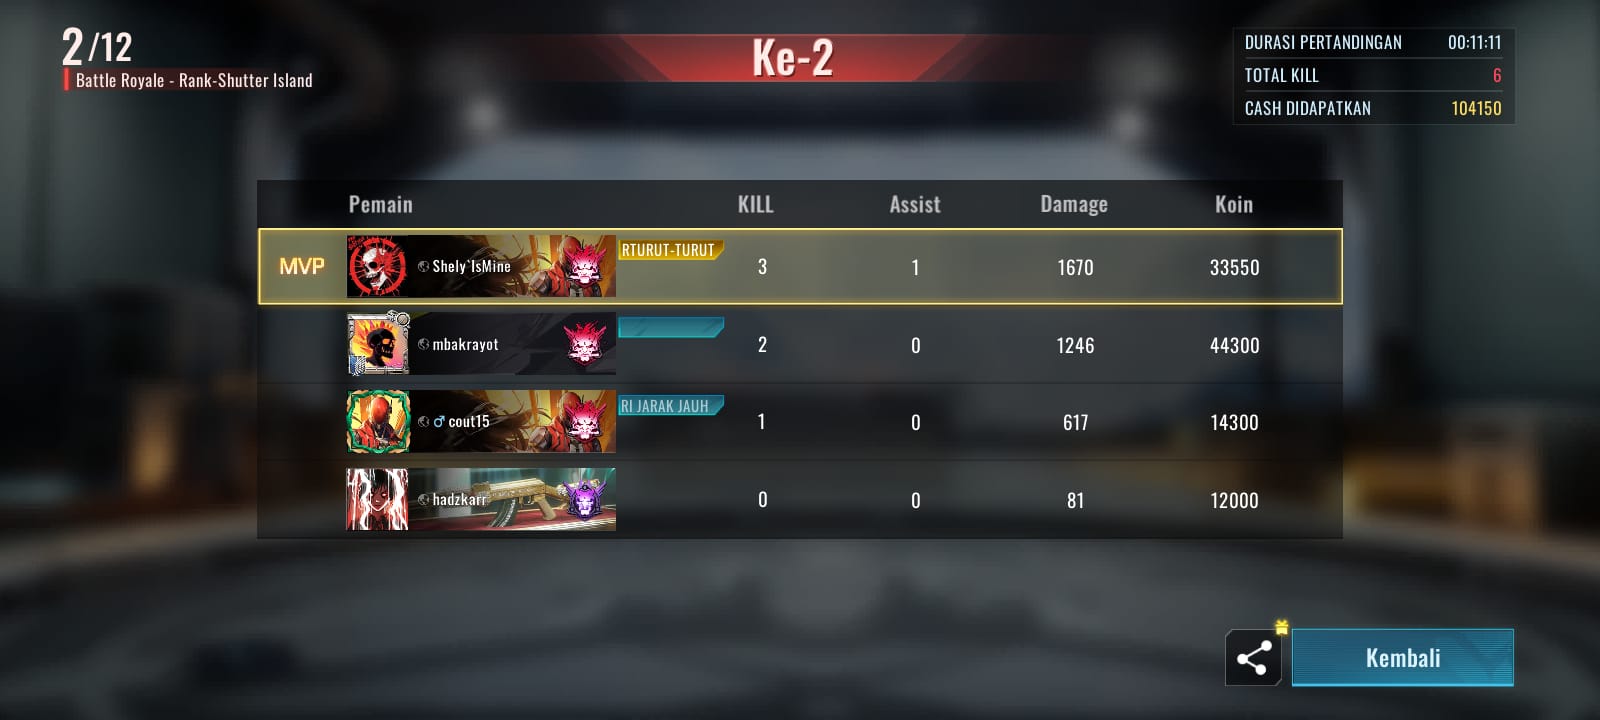 2/12
Battle Royale - Rank-Shutter Island
Ke-2
DURASI PERTANDINGAN 00:11:11
TOTAL KILL 6
CASH DIDAPATKAN 104150
Pemain KILL Assist Damage Koin
MVP Shely`IsMine RTURUT-TURUT 3 1 1670 33550
mbakrayot 2 0 1246 44300
♂cout15 RI JARAK JAUH 1 0 617 14300
hadzkarr 0 0 81 12000
Kembali